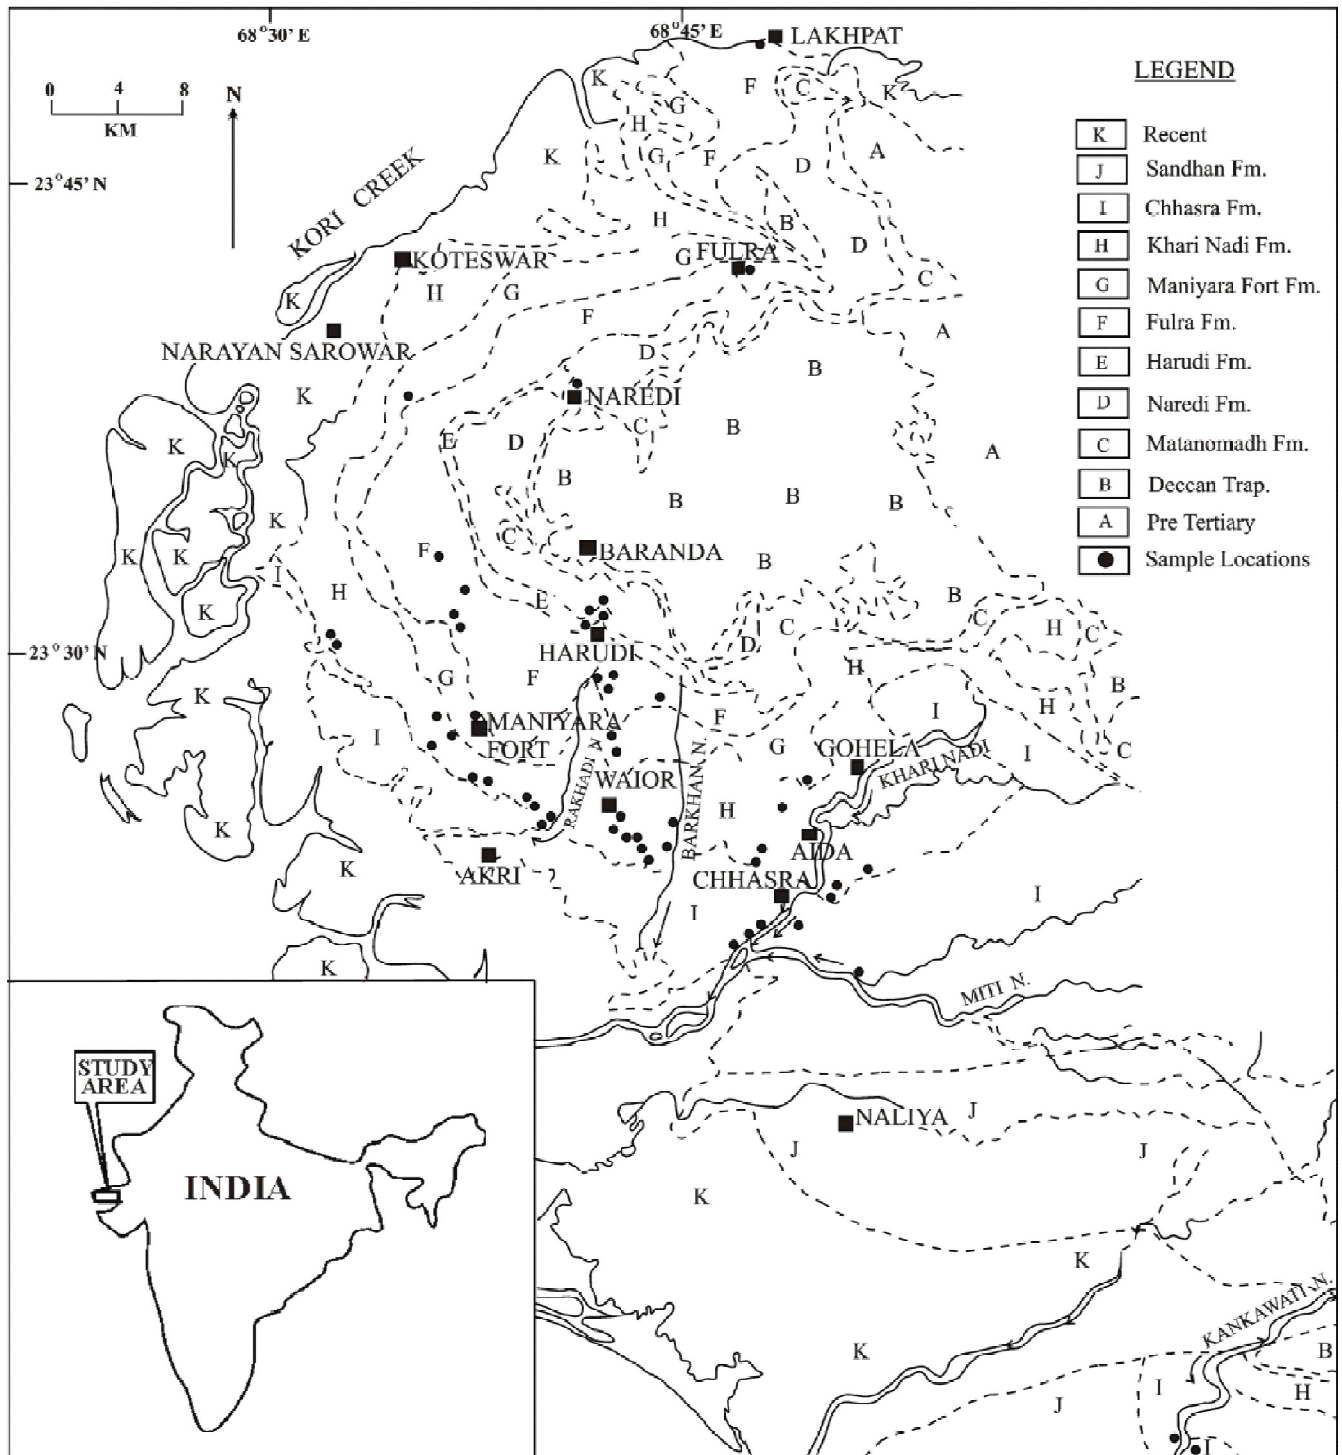 68°30' E
68°45' E
LAKHPAT
LEGEND
0 4 8
KM
N
23°45' N
23°30' N
K Recent
J Sandhan Fm.
I Chhasra Fm.
H Khari Nadi Fm.
G Maniyara Fort Fm.
F Fulra Fm.
E Harudi Fm.
D Naredi Fm.
C Matanomadh Fm.
B Deccan Trap.
A Pre Tertiary
Sample Locations
K
F
C
K
G
H
K
G
F
D
A
KORI CREEK
H
B
FULRA
G
D
KOTESWAR
H
G
C
K
F
A
NARAYAN SAROWAR
D
B
K
NAREDI
E
D
C
B
K
K
A
B
B
B
B
K
F
C
BARANDA
K
K
I
B
H
E
B
K
C
H
C
D
C
HARUDI
H
G
F
B
K
I
H
F
MANIYARA
FORT
I
G
GOHELA
KHARI NADI
I
C
RAKHADI N
WAIOR
BARKHAN N
H
K
AIDA
K
AKRI
CHHASRA
I
I
K
MITI N.
STUDY
AREA
INDIA
NALIYA
J
J
J
K
K
KANKAWATI N.
K
B
J
I
H
I